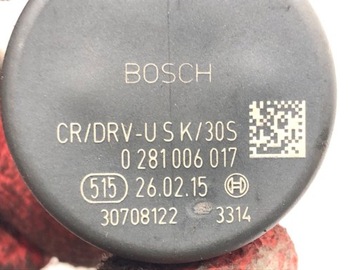 BOSCH
CR/DRV-U S K/30S
0 281 006 017
515 26.02.15
30708122 3314